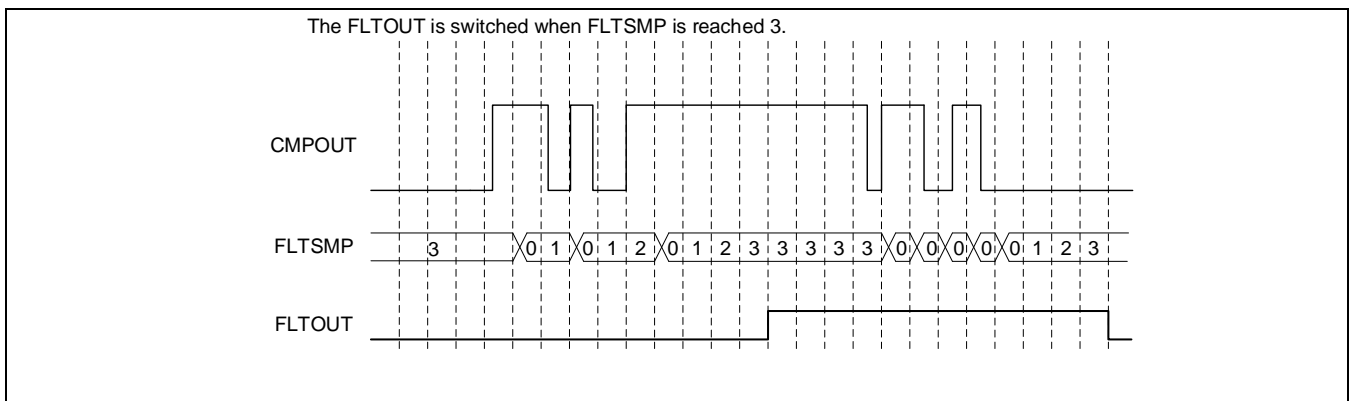 The FLTOUT is switched when FLTSMP is reached 3.
CMPOUT
FLTSMP 3 0 1 0 1 2 0 1 2 3 3 3 3 3 0 0 0 0 0 1 2 3
FLTOUT